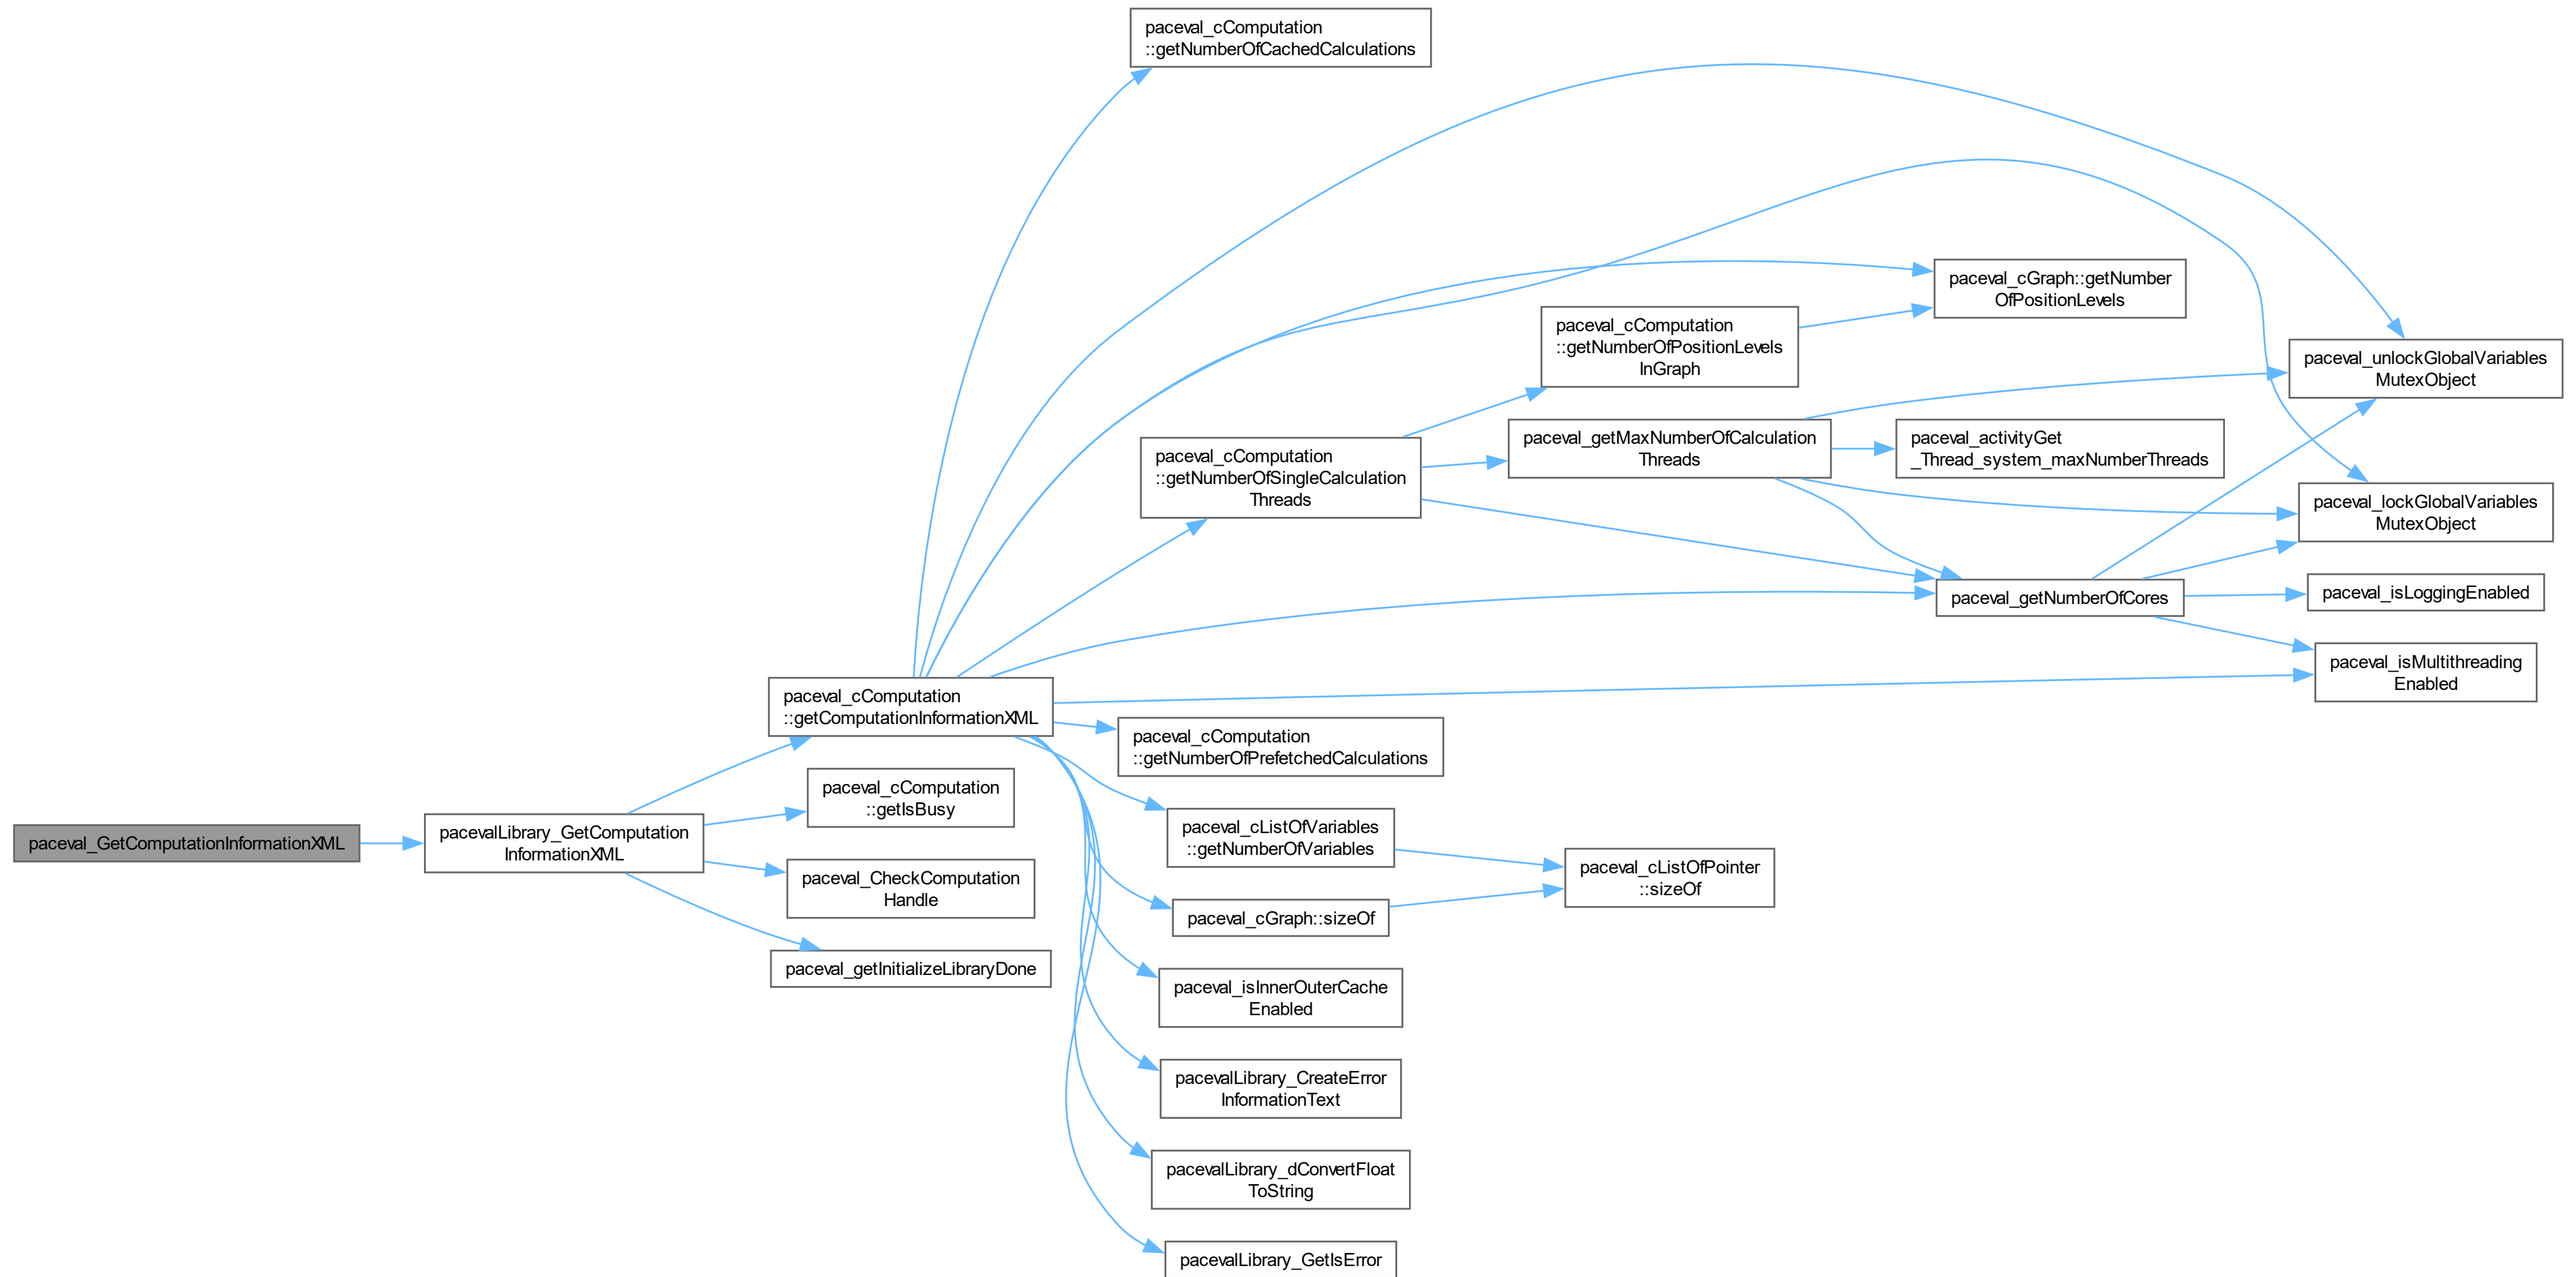 paceval_cComputation
::getNumberOfCachedCalculations
paceval_cGraph::getNumber
OfPositionLevels
paceval_cComputation
::getNumberOfPositionLevels
InGraph
paceval_unlockGlobalVariables
MutexObject
paceval_getMaxNumberOfCalculation
Threads
paceval_activityGet
_Thread_system_maxNumberThreads
paceval_cComputation
::getNumberOfSingleCalculation
Threads
paceval_lockGlobalVariables
MutexObject
paceval_getNumberOfCores
paceval_isLoggingEnabled
paceval_isMultithreading
Enabled
paceval_cComputation
::getComputationInformationXML
paceval_cComputation
::getNumberOfPrefetchedCalculations
paceval_cComputation
::getIsBusy
paceval_cListOfVariables
::getNumberOfVariables
paceval_GetComputationInformationXML
pacevalLibrary_GetComputation
InformationXML
paceval_CheckComputation
Handle
paceval_cListOfPointer
::sizeOf
paceval_cGraph::sizeOf
paceval_getInitializeLibraryDone
paceval_isInnerOuterCache
Enabled
pacevalLibrary_CreateError
InformationText
pacevalLibrary_dConvertFloat
ToString
pacevalLibrary_GetIsError